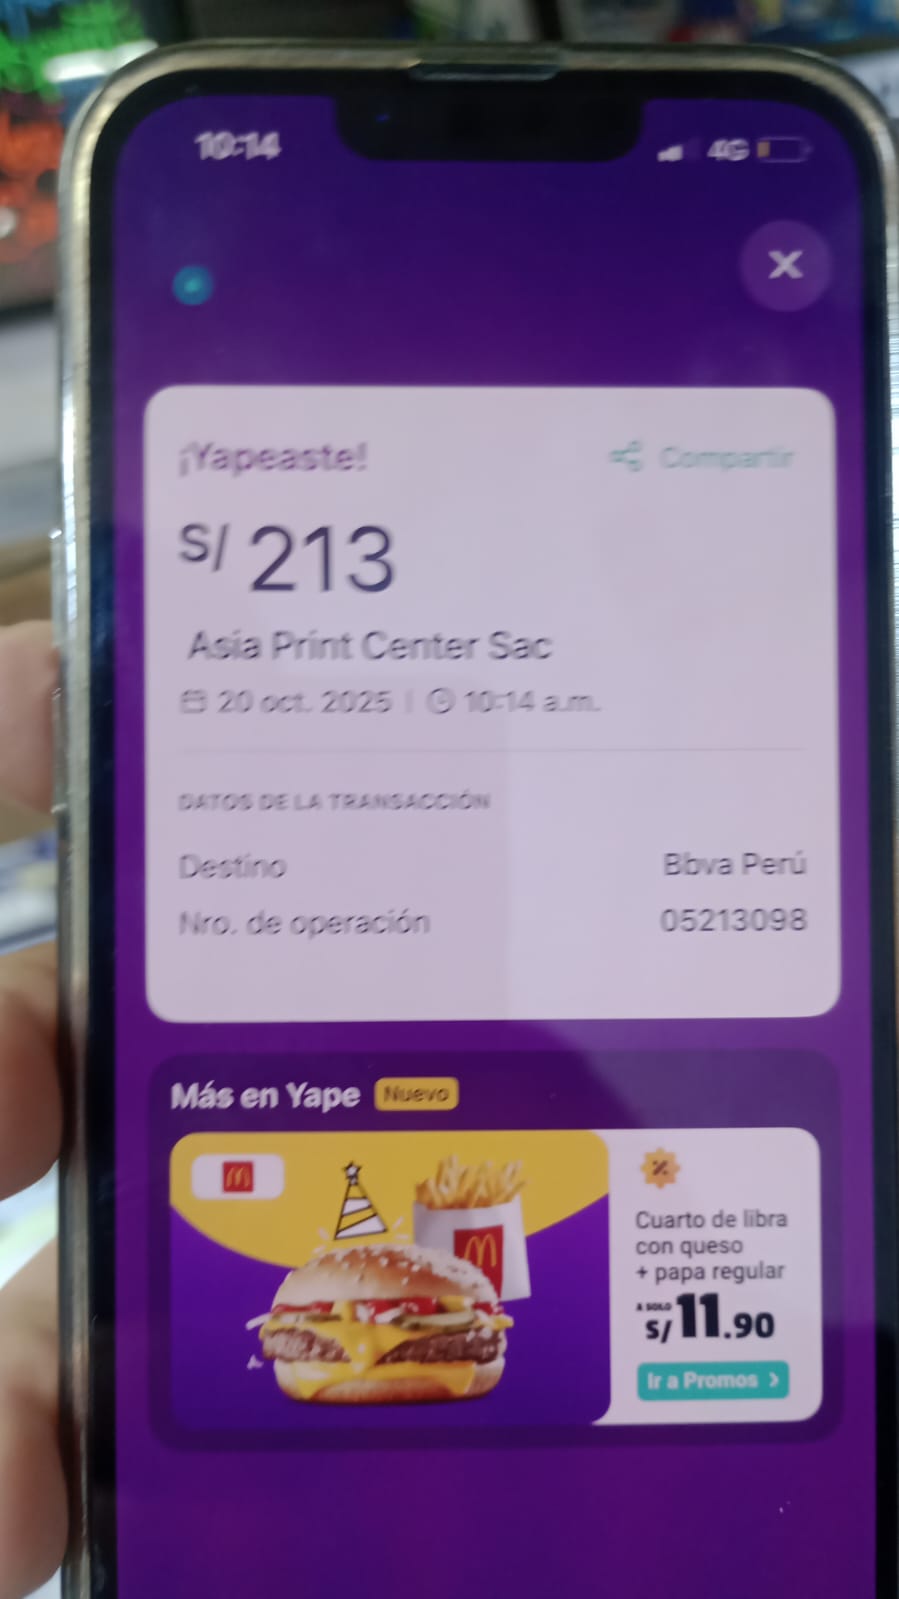 10:14
4G
X
¡Yapeaste!
Compartir
S/ 213
Asia Print Center Sac
20 oct. 2025 | 10:14 a.m.
DATOS DE LA TRANSACCIÓN
Destino Bbva Perú
Nro. de operación 05213098
Más en Yape Nuevo
Cuarto de libra
con queso
+ papa regular
A SOLO
S/ 11.90
Ir a Promos >